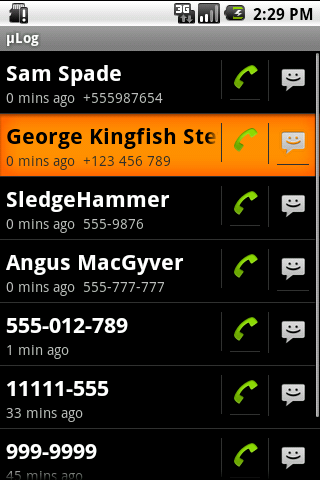 3G
2:29 PM
µLog
Sam Spade
0 mins ago +555987654
George Kingfish Ste
0 mins ago +123 456 789
SledgeHammer
0 mins ago 555-9876
Angus MacGyver
0 mins ago 555-777-777
555-012-789
1 min ago
11111-555
33 mins ago
999-9999
45 mins ago